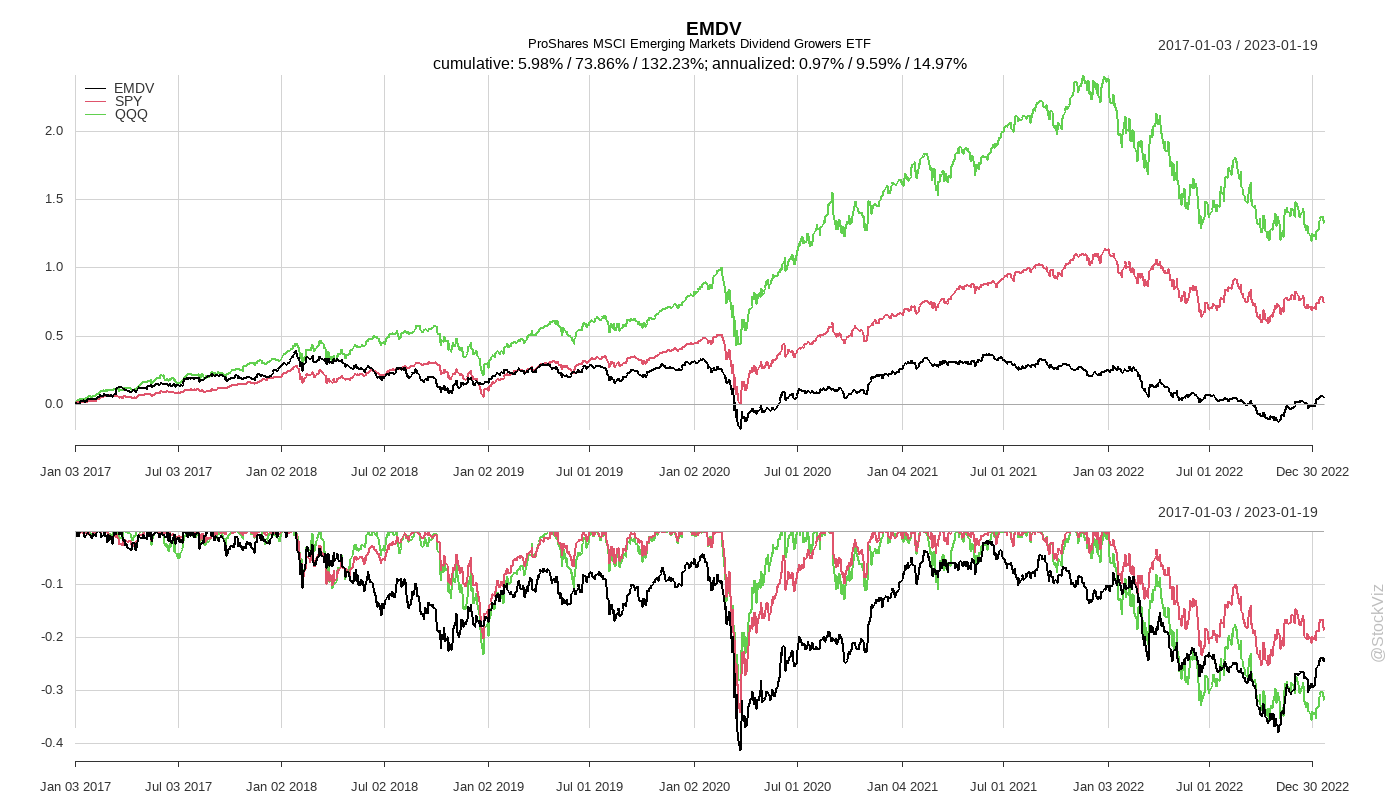 EMDV
ProShares MSCI Emerging Markets Dividend Growers ETF
2017-01-03 / 2023-01-19
cumulative: 5.98% / 73.86% / 132.23%; annualized: 0.97% / 9.59% / 14.97%
EMDV
SPY
QQQ
2.0
1.5
1.0
0.5
0.0
Jan 03 2017 Jul 03 2017 Jan 02 2018 Jul 02 2018 Jan 02 2019 Jul 01 2019 Jan 02 2020 Jul 01 2020 Jan 04 2021 Jul 01 2021 Jan 03 2022 Jul 01 2022 Dec 30 2022
2017-01-03 / 2023-01-19
-0.1
-0.2
-0.3
-0.4
Jan 03 2017 Jul 03 2017 Jan 02 2018 Jul 02 2018 Jan 02 2019 Jul 01 2019 Jan 02 2020 Jul 01 2020 Jan 04 2021 Jul 01 2021 Jan 03 2022 Jul 01 2022 Dec 30 2022
@StockViz